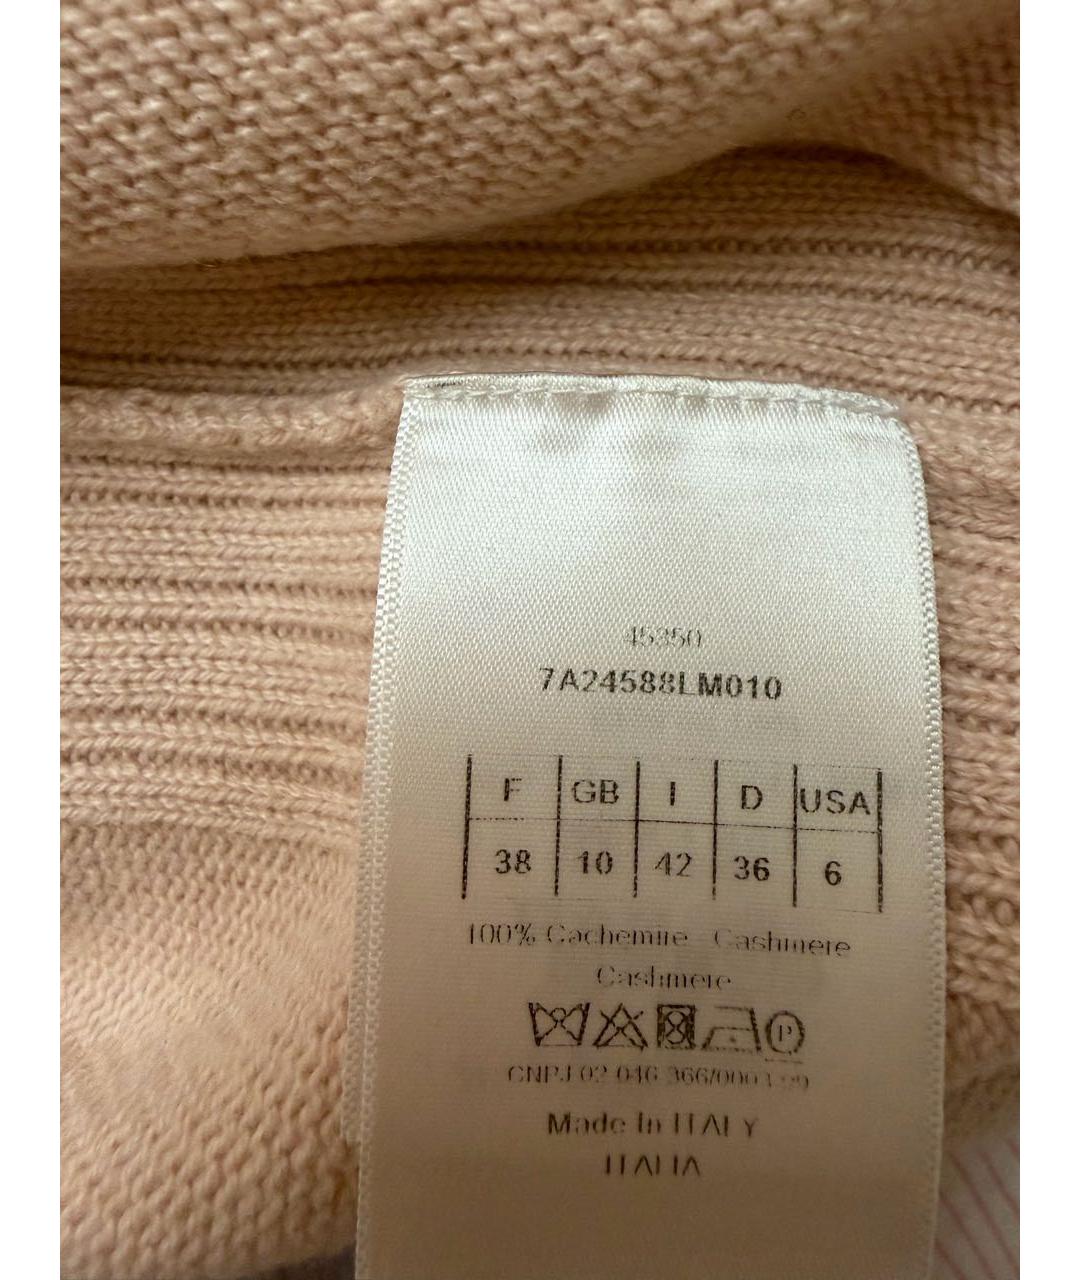 45350
7A24588LM010
F GB I D USA
38 10 42 36 6
100% Cachemire - Cashmere
Cashmere
P
CNPJ 02 046 366/0001-99
Made In ITALY
ITALIA